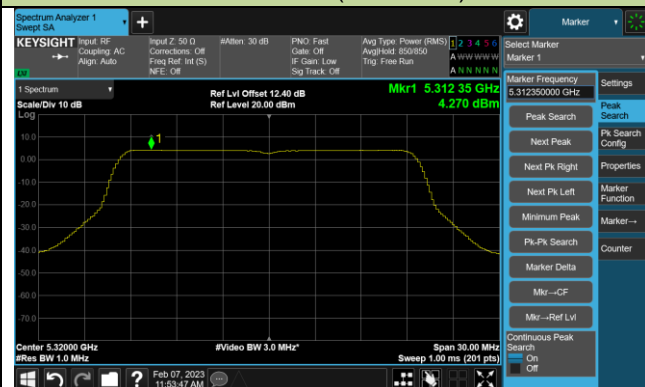 Spectrum Analyzer 1
Swept SA
Marker
KEYSIGHT
Input: RF
Coupling: AC
Align: Auto
Input Z: 50 Ω
Corrections: Off
Freq Ref: Int (S)
NFE: Off
#Atten: 30 dB
PNO: Fast
Gate: Off
IF Gain: Low
Sig Track: Off
Avg Type: Power (RMS)
Avg|Hold: 850/850
Trig: Free Run
1 2 3 4 5 6
A W W W W W
A N N N N N
Select Marker
Marker 1
LXI
1 Spectrum
Scale/Div 10 dB
Log
Ref Lvl Offset 12.40 dB
Ref Level 20.00 dBm
Mkr1 5.312 35 GHz
4.270 dBm
Marker Frequency
5.312350000 GHz
Settings
Peak Search
Peak Search
Next Peak
Pk Search Config
Next Pk Right
Properties
Next Pk Left
Marker Function
Minimum Peak
Marker→
Pk-Pk Search
Counter
Marker Delta
Mkr→CF
Mkr→Ref Lvl
Continuous Peak Search
On
Off
1
10.0
0.00
-10.0
-20.0
-30.0
-40.0
-50.0
-60.0
-70.0
Center 5.32000 GHz
#Res BW 1.0 MHz
#Video BW 3.0 MHz*
Span 30.00 MHz
Sweep 1.00 ms (201 pts)
?
Feb 07, 2023
11:53:47 AM